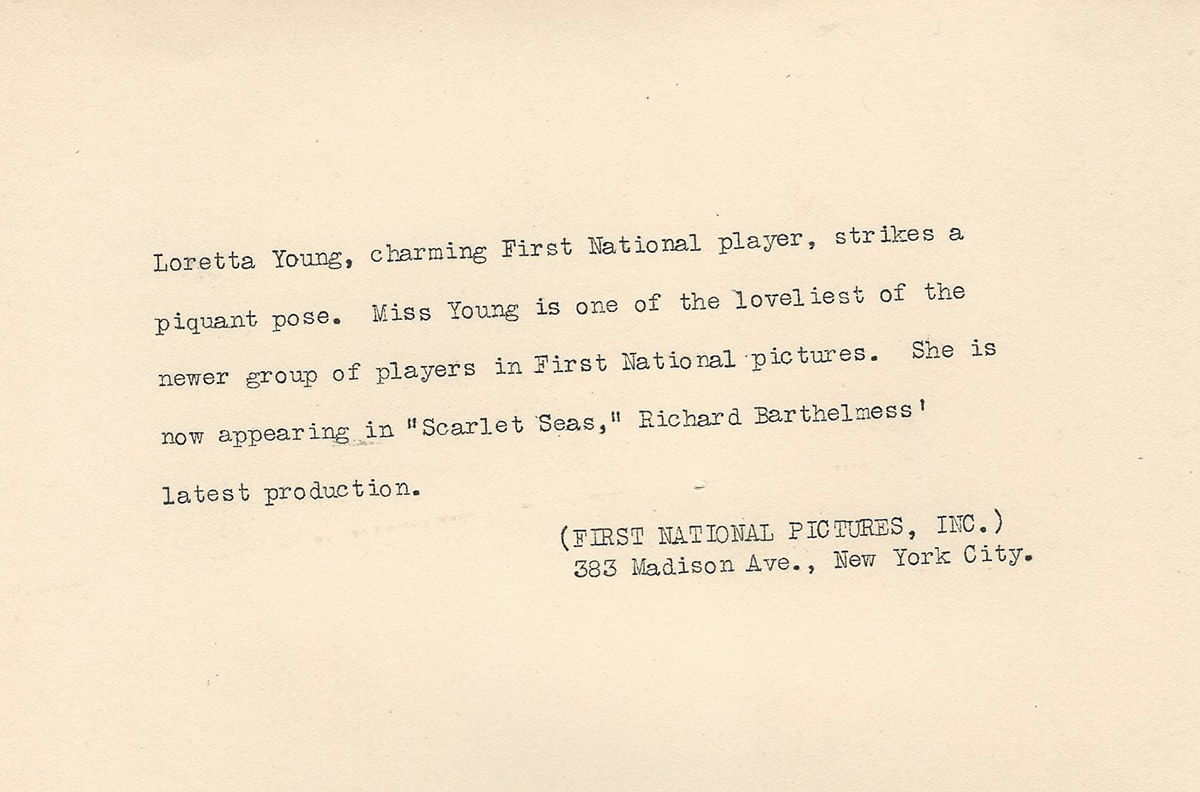 Loretta Young, charming First National player, strikes a
piquant pose. Miss Young is one of the loveliest of the
newer group of players in First National pictures. She is
now appearing in "Scarlet Seas," Richard Barthelmess'
latest production.
(FIRST NATIONAL PICTURES, INC.)
383 Madison Ave., New York City.